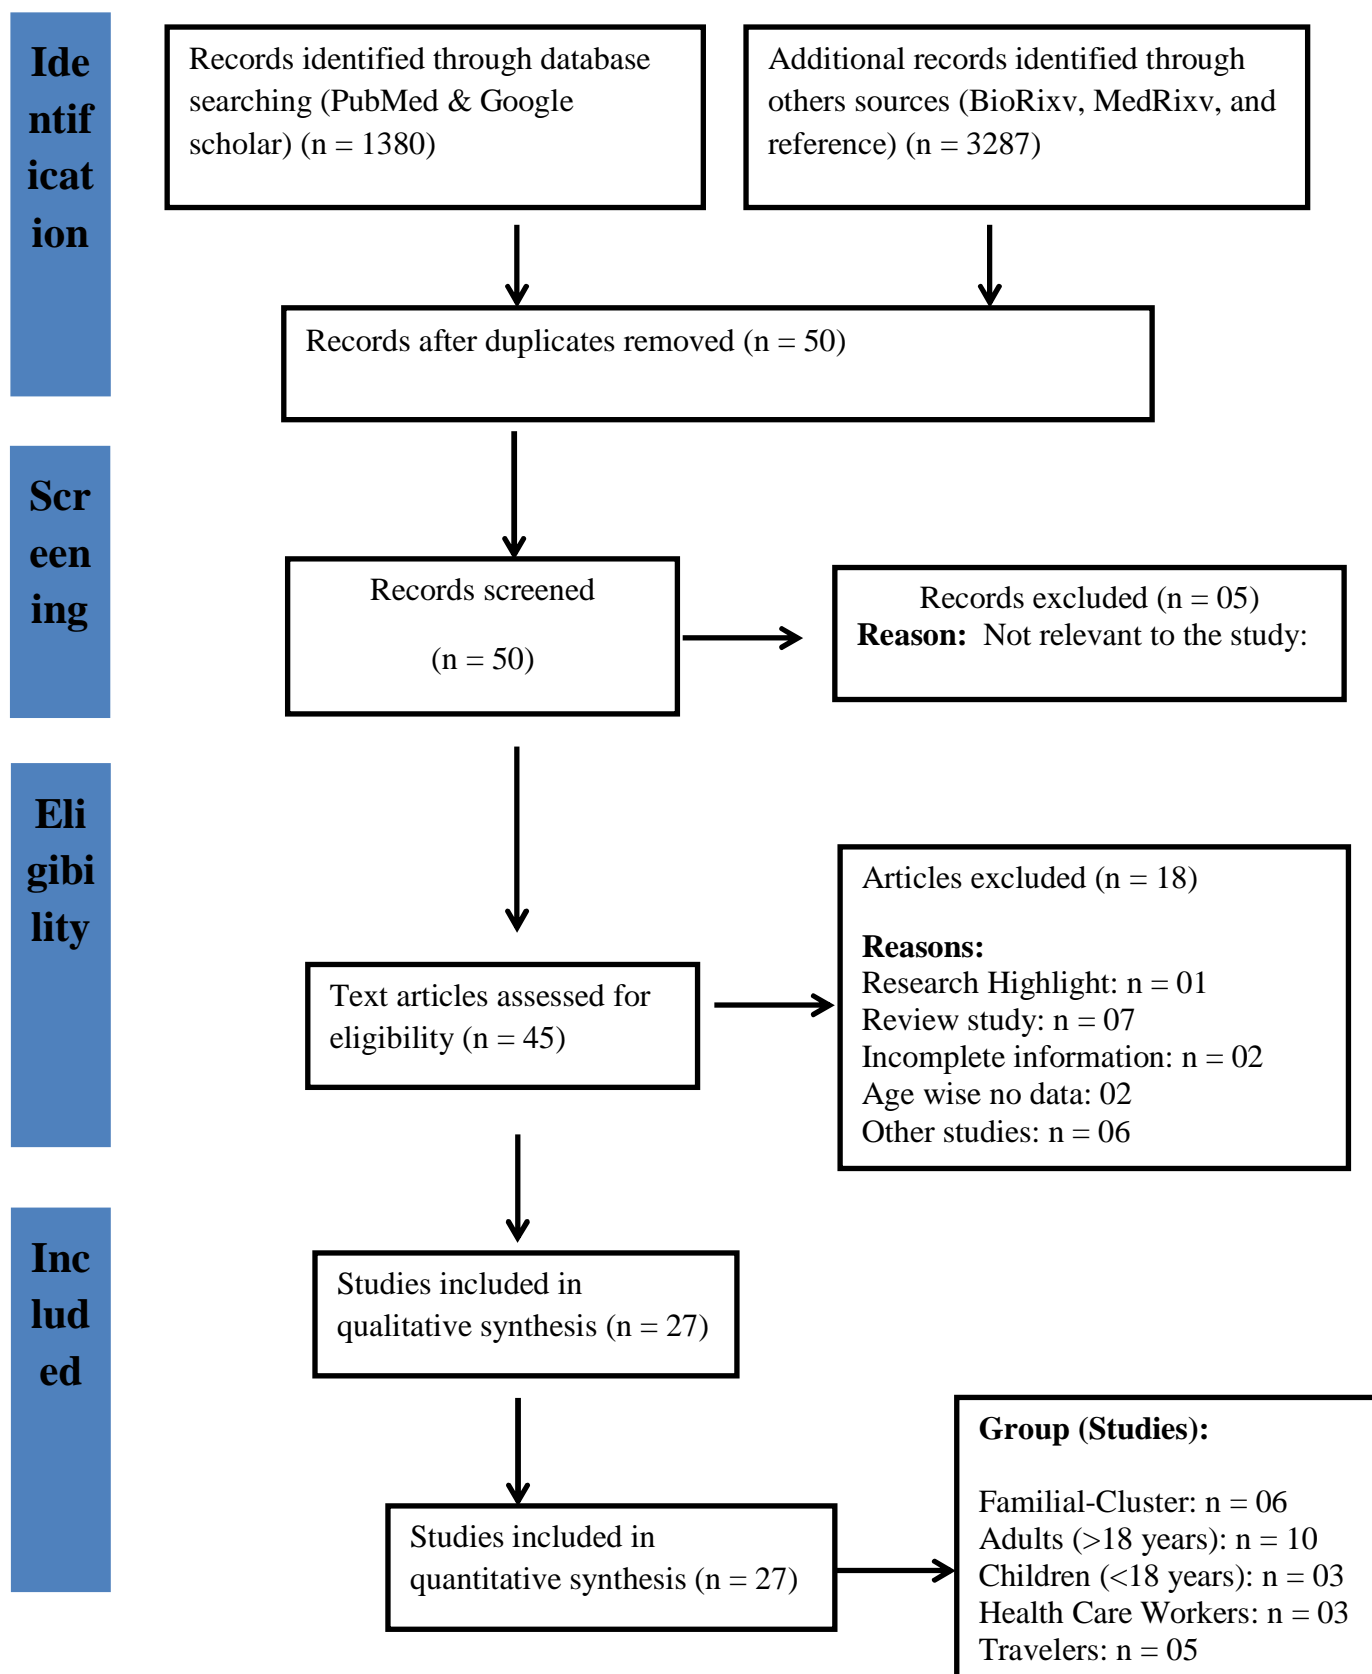 Ide
ntif
icat
ion
Records identified through database
searching (PubMed & Google
scholar) (n = 1380)
Additional records identified through
others sources (BioRixv, MedRixv, and
reference) (n = 3287)
Records after duplicates removed (n = 50)
Scr
een
ing
Records screened
(n = 50)
Records excluded (n = 05)
Reason: Not relevant to the study:
Eli
gibi
lity
Text articles assessed for
eligibility (n = 45)
Articles excluded (n = 18)
Reasons:
Research Highlight: n = 01
Review study: n = 07
Incomplete information: n = 02
Age wise no data: 02
Other studies: n = 06
Inc
lud
ed
Studies included in
qualitative synthesis (n = 27)
Studies included in
quantitative synthesis (n = 27)
Group (Studies):
Familial-Cluster: n = 06
Adults (>18 years): n = 10
Children (<18 years): n = 03
Health Care Workers: n = 03
Travelers: n = 05